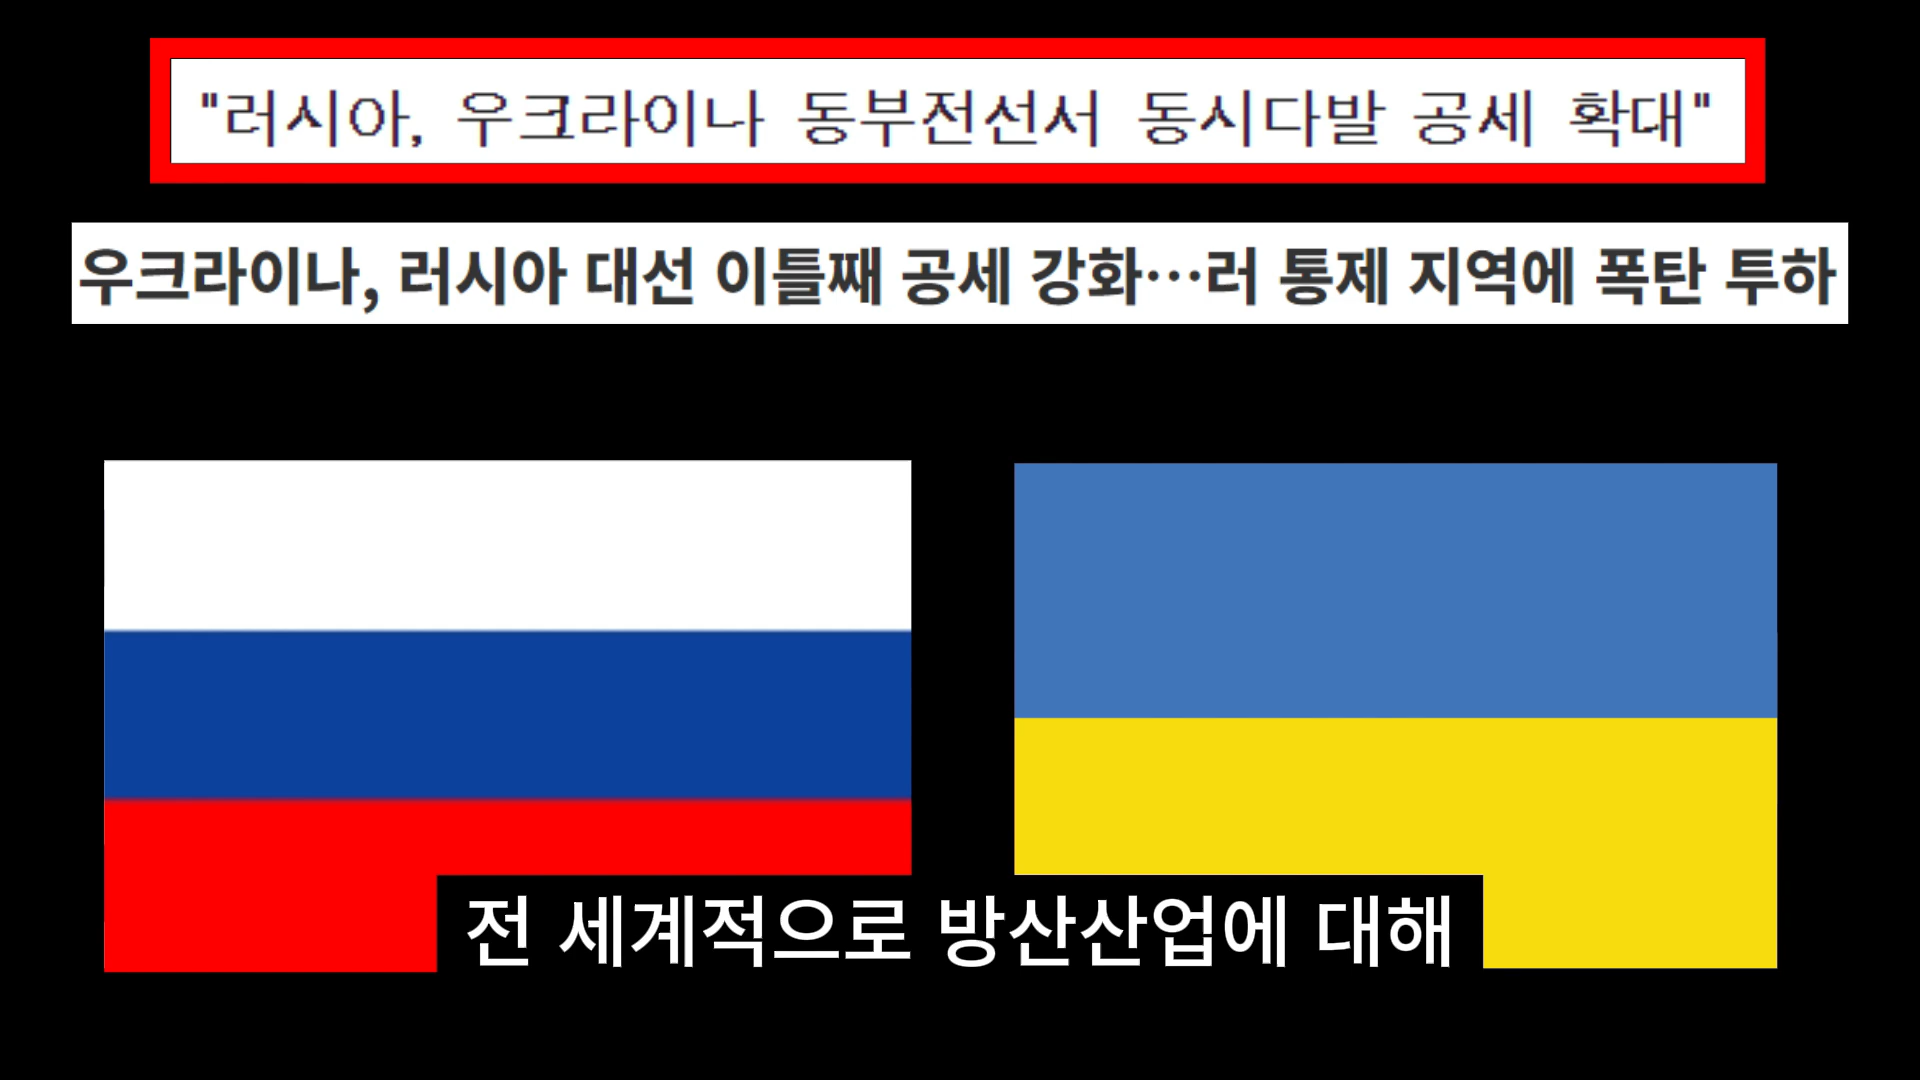 "러시아, 우크라이나 동부전선서 동시다발 공세 확대"
우크라이나, 러시아 대선 이틀째 공세 강화…러 통제 지역에 폭탄 투하
전 세계적으로 방산산업에 대해